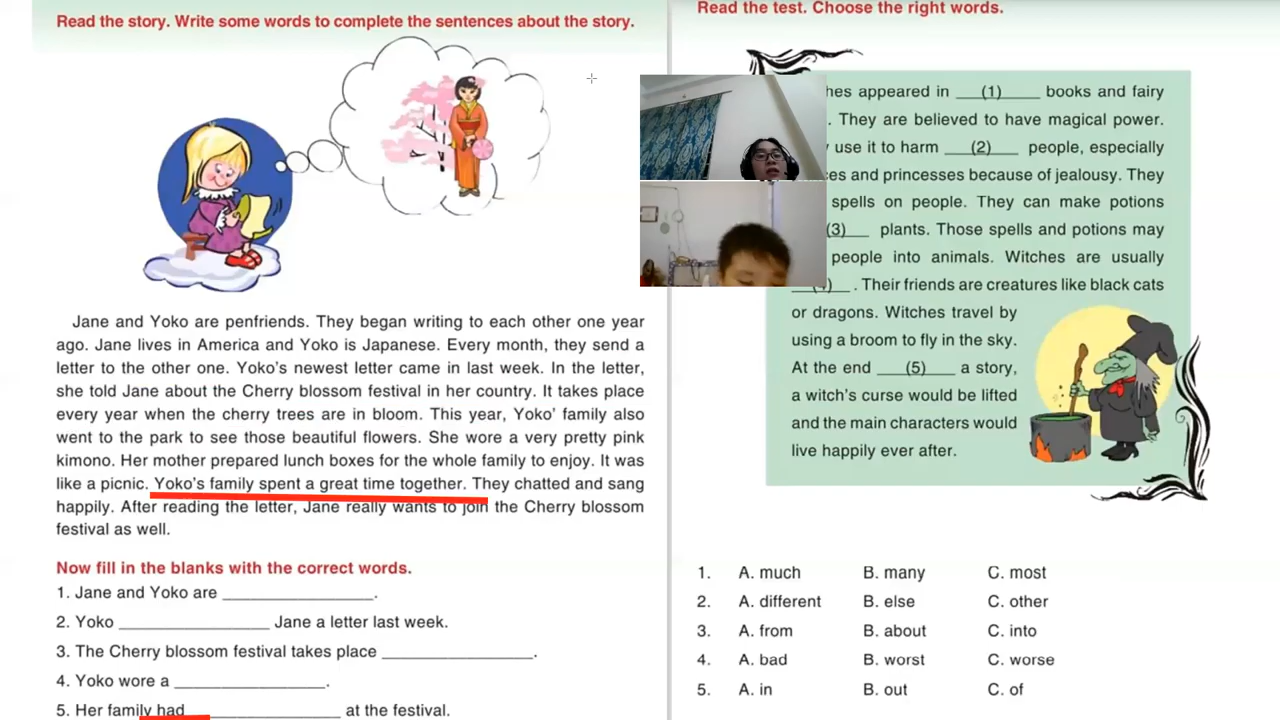 Read the story. Write some words to complete the sentences about the story.
Jane and Yoko are penfriends. They began writing to each other one year
ago. Jane lives in America and Yoko is Japanese. Every month, they send a
letter to the other one. Yoko's newest letter came in last week. In the letter,
she told Jane about the Cherry blossom festival in her country. It takes place
every year when the cherry trees are in bloom. This year, Yoko' family also
went to the park to see those beautiful flowers. She wore a very pretty pink
kimono. Her mother prepared lunch boxes for the whole family to enjoy. It was
like a picnic. Yoko's family spent a great time together. They chatted and sang
happily. After reading the letter, Jane really wants to join the Cherry blossom
festival as well.
Now fill in the blanks with the correct words.
1. Jane and Yoko are ________________.
2. Yoko ________________ Jane a letter last week.
3. The Cherry blossom festival takes place ________________.
4. Yoko wore a ________________.
5. Her family had ________________ at the festival.
Read the test. Choose the right words.
hes appeared in __(1)____ books and fairy
. They are believed to have magical power.
use it to harm __(2)___ people, especially
ces and princesses because of jealousy. They
spells on people. They can make potions
(3)__ plants. Those spells and potions may
people into animals. Witches are usually
__(4)__ . Their friends are creatures like black cats
or dragons. Witches travel by
using a broom to fly in the sky.
At the end ___(5)___ a story,
a witch's curse would be lifted
and the main characters would
live happily ever after.
1. A. much B. many C. most
2. A. different B. else C. other
3. A. from B. about C. into
4. A. bad B. worst C. worse
5. A. in B. out C. of